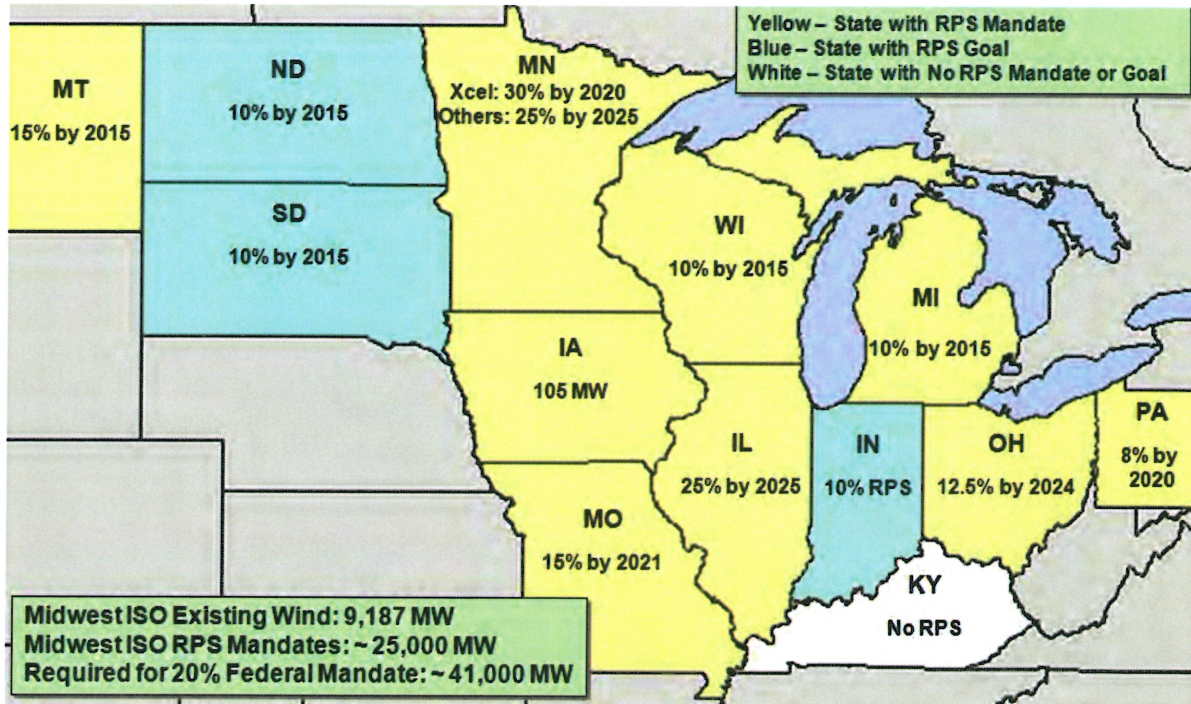 Yellow – State with RPS Mandate
Blue – State with RPS Goal
White – State with No RPS Mandate or Goal
MT
15% by 2015
ND
10% by 2015
MN
Xcel: 30% by 2020
Others: 25% by 2025
SD
10% by 2015
WI
10% by 2015
MI
10% by 2015
IA
105 MW
IL
25% by 2025
IN
10% RPS
OH
12.5% by 2024
PA
8% by
2020
MO
15% by 2021
KY
No RPS
Midwest ISO Existing Wind: 9,187 MW
Midwest ISO RPS Mandates: ~ 25,000 MW
Required for 20% Federal Mandate: ~ 41,000 MW